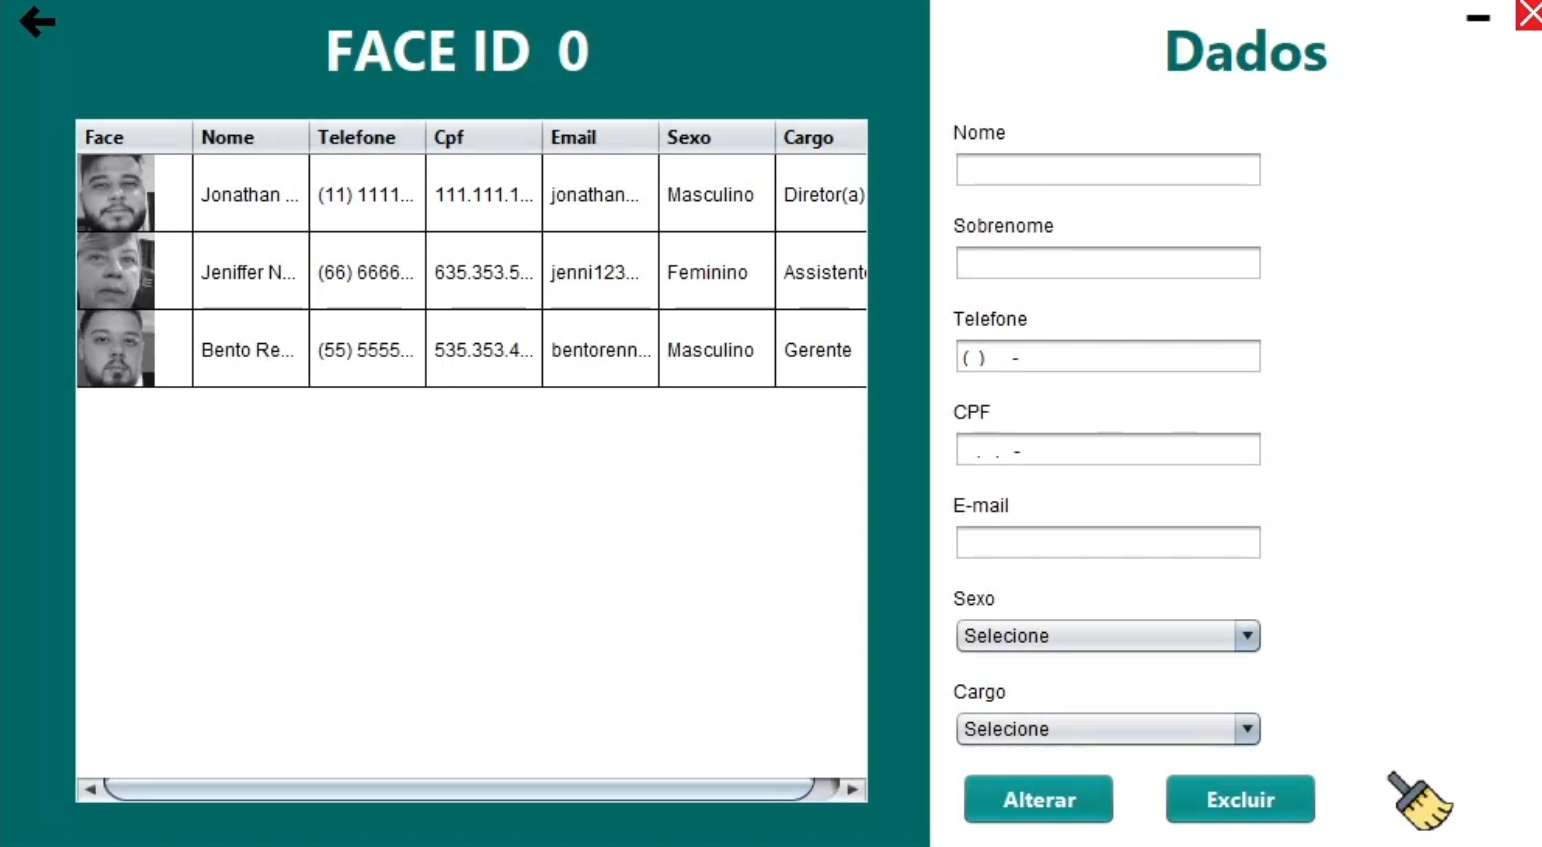 FACE ID 0
Face Nome Telefone Cpf Email Sexo Cargo
Jonathan ... (11) 1111... 111.111.1... jonathan... Masculino Diretor(a)
Jeniffer N... (66) 6666... 635.353.5... jenni123... Feminino Assistent
Bento Re... (55) 5555... 535.353.4... bentorenn... Masculino Gerente
Dados
Nome
Sobrenome
Telefone
( ) -
CPF
. . -
E-mail
Sexo
Selecione
Cargo
Selecione
Alterar Excluir